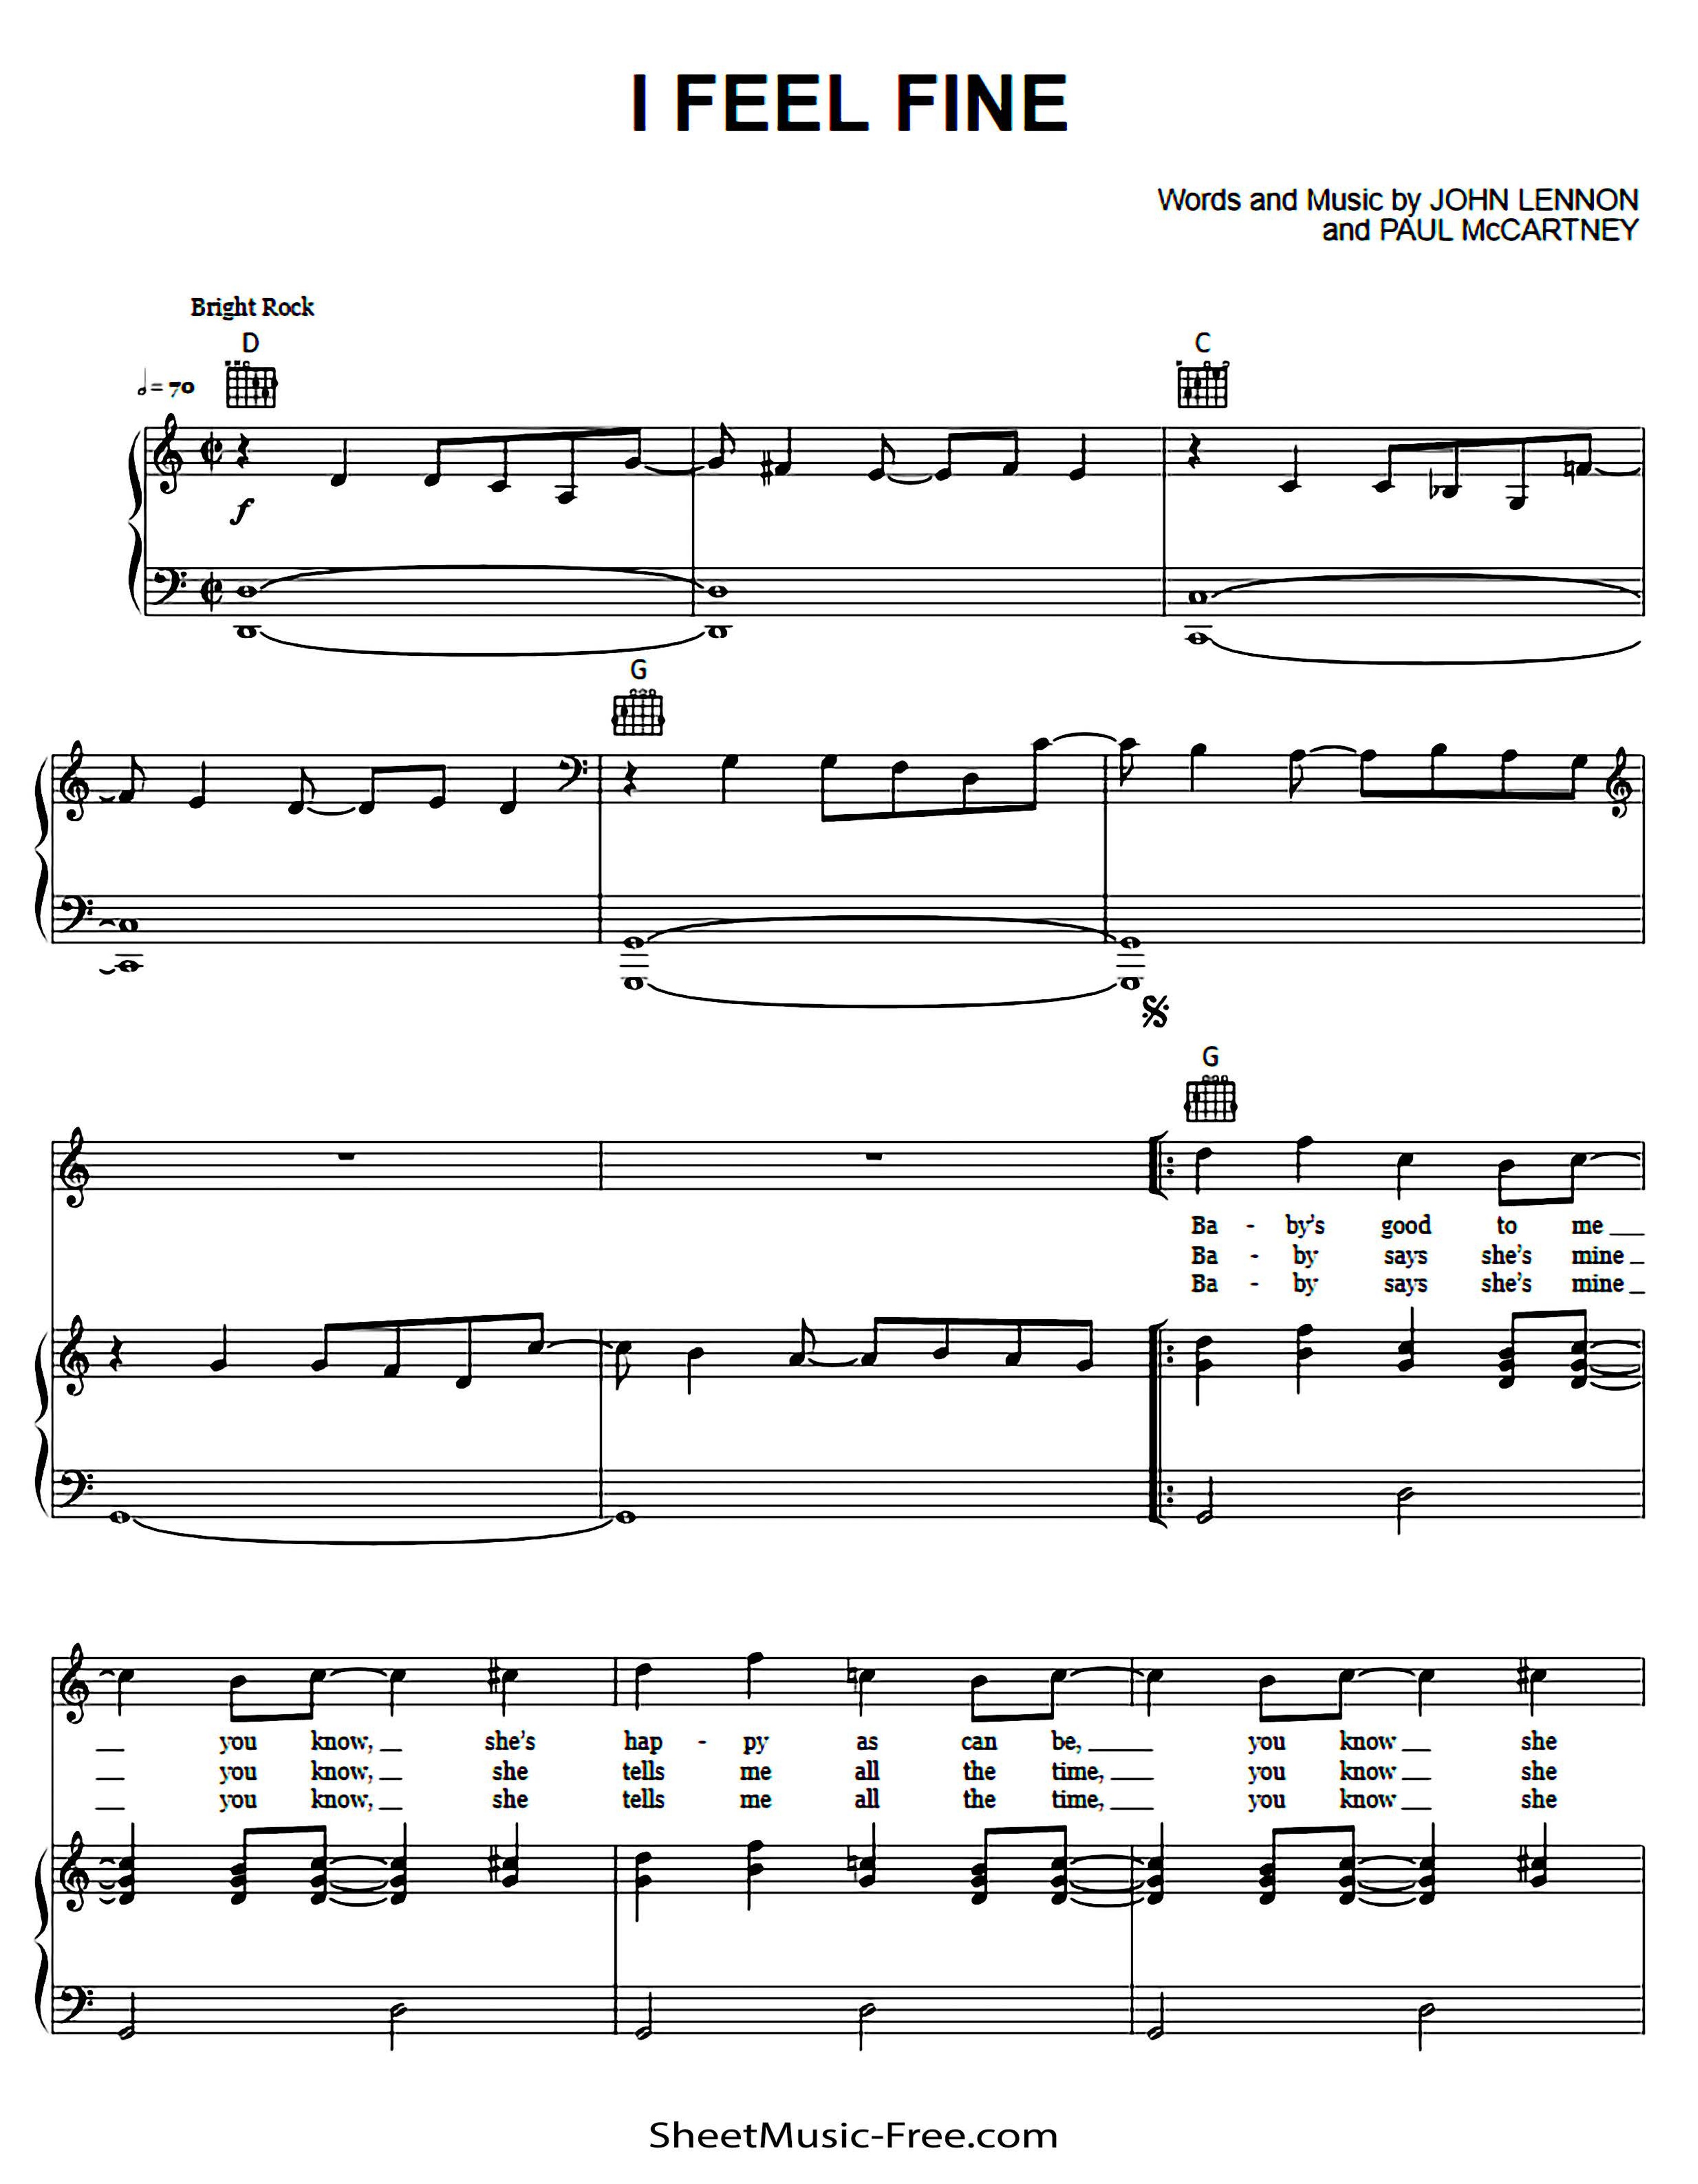 I FEEL FINE
Words and Music by JOHN LENNON
and PAUL McCARTNEY
Bright Rock
D
C
= 70
f
G
G
Ba - by's good to me
Ba - by says she's mine
Ba - by says she's mine
you know, she's hap - py as can be, you know she
you know, she tells me all the time, you know she
you know, she tells me all the time, you know she
SheetMusic-Free.com